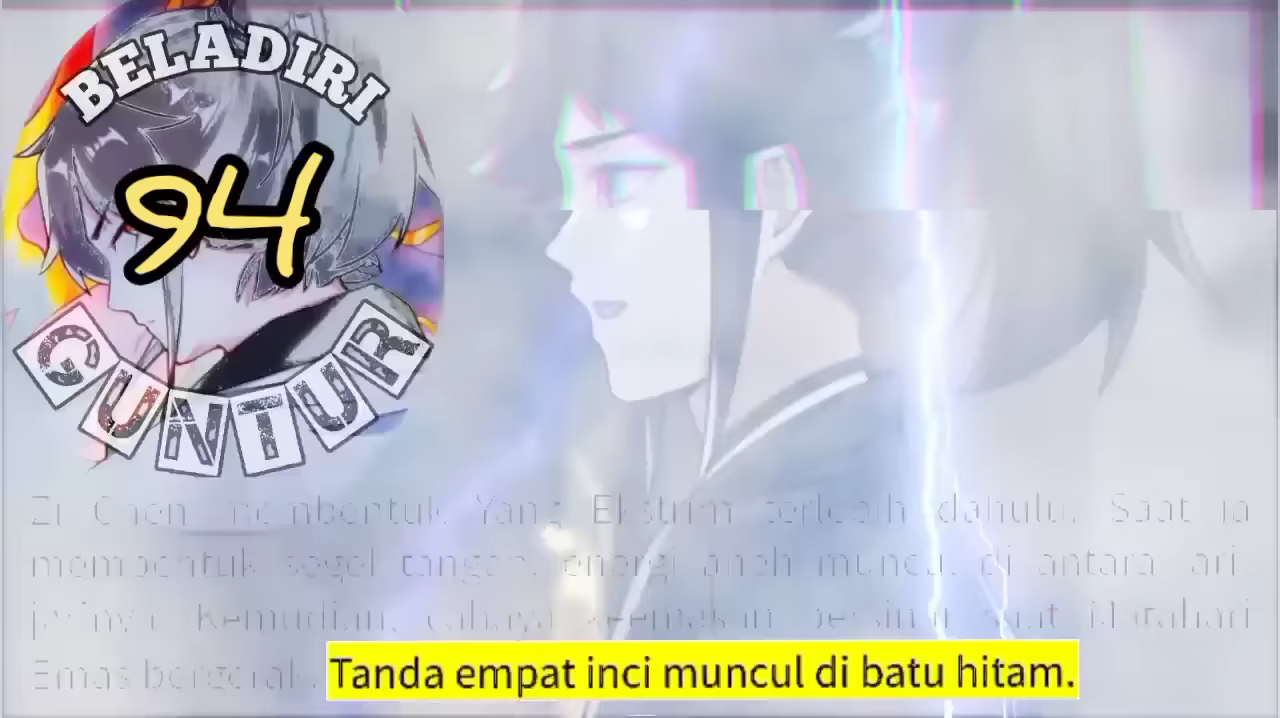 BELADIRI
94
GUNTUR
Zi Chen membentuk Yang Ekstrim terlebih dahulu. Saat ia
membentuk segel tangan, energi aneh muncul di antara jari
jarinya. Kemudian, cahaya keemasan bersinar saat Matahari
Emas bergerak.
Tanda empat inci muncul di batu hitam.